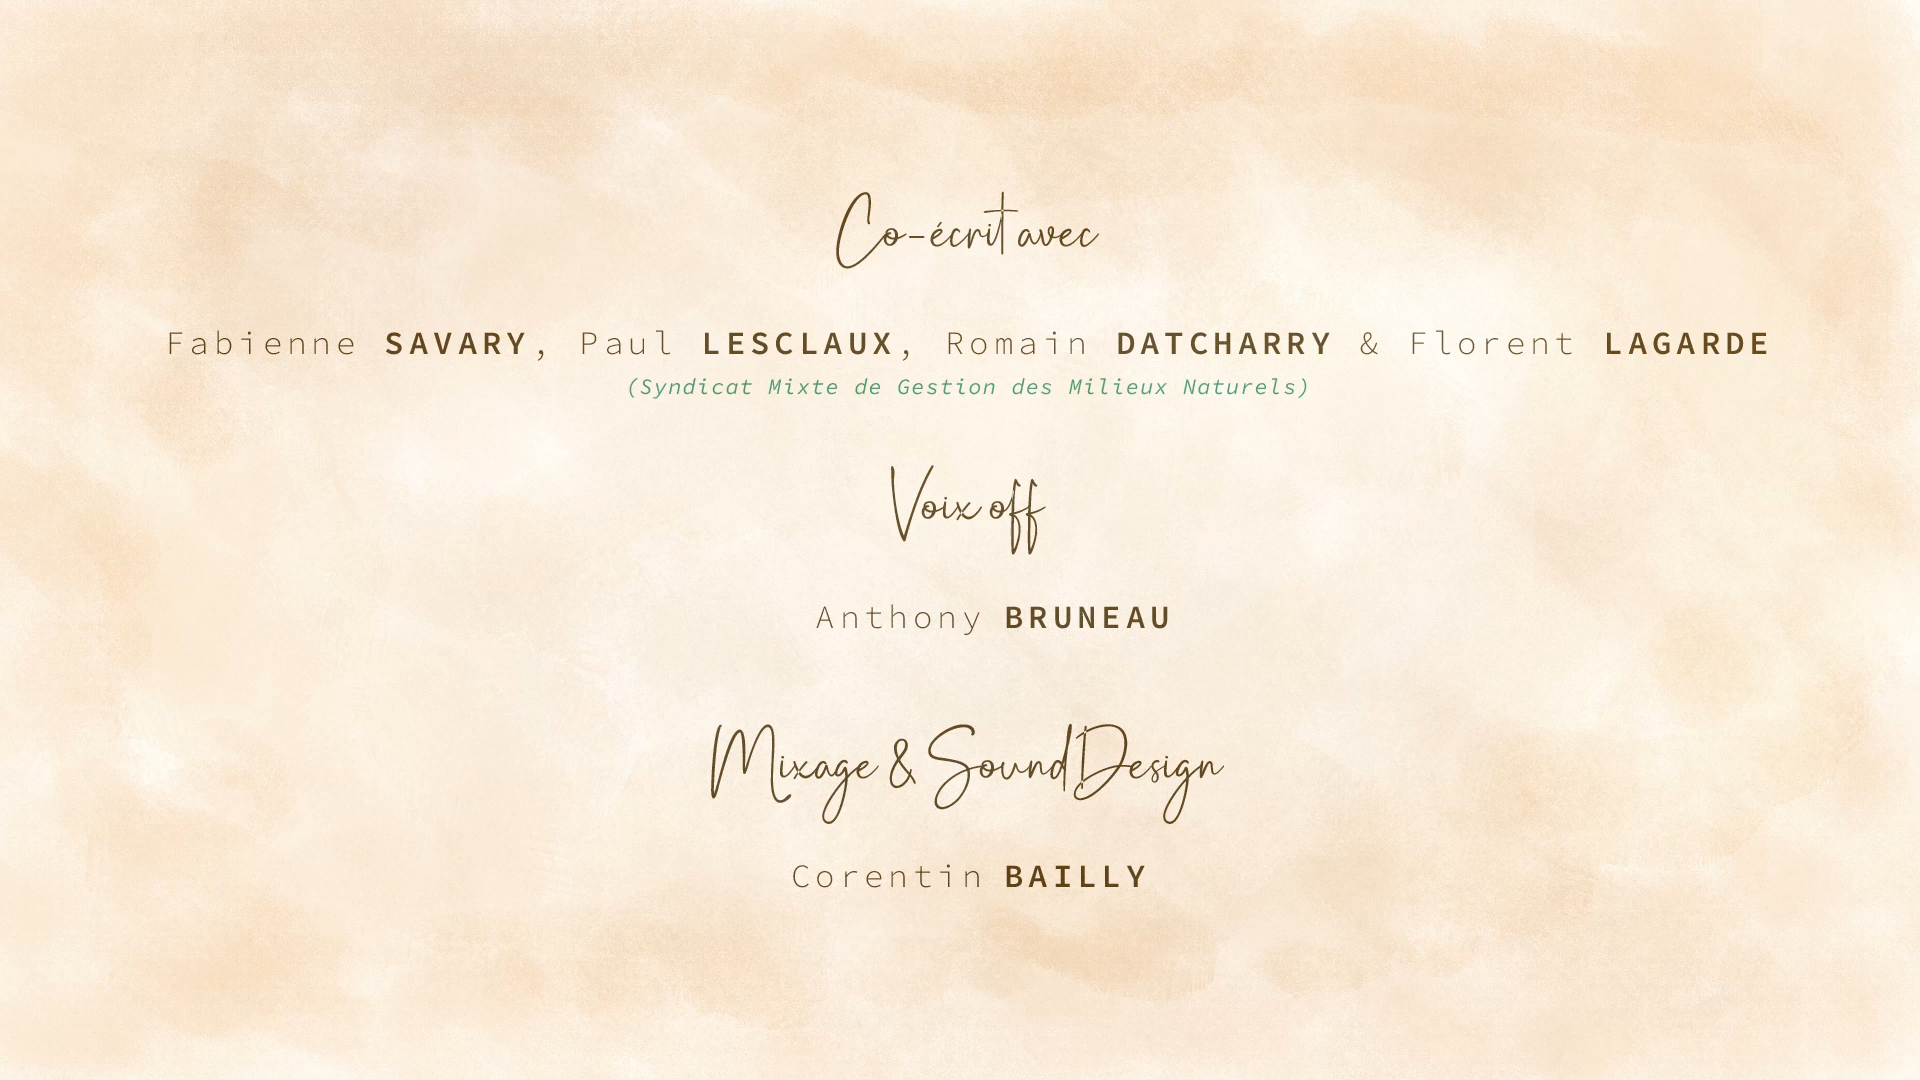 Co-écrit avec
Fabienne SAVARY, Paul LESCLAUX, Romain DATCHARRY & Florent LAGARDE
(Syndicat Mixte de Gestion des Milieux Naturels)
Voix off
Anthony BRUNEAU
Mixage & Sound Design
Corentin BAILLY